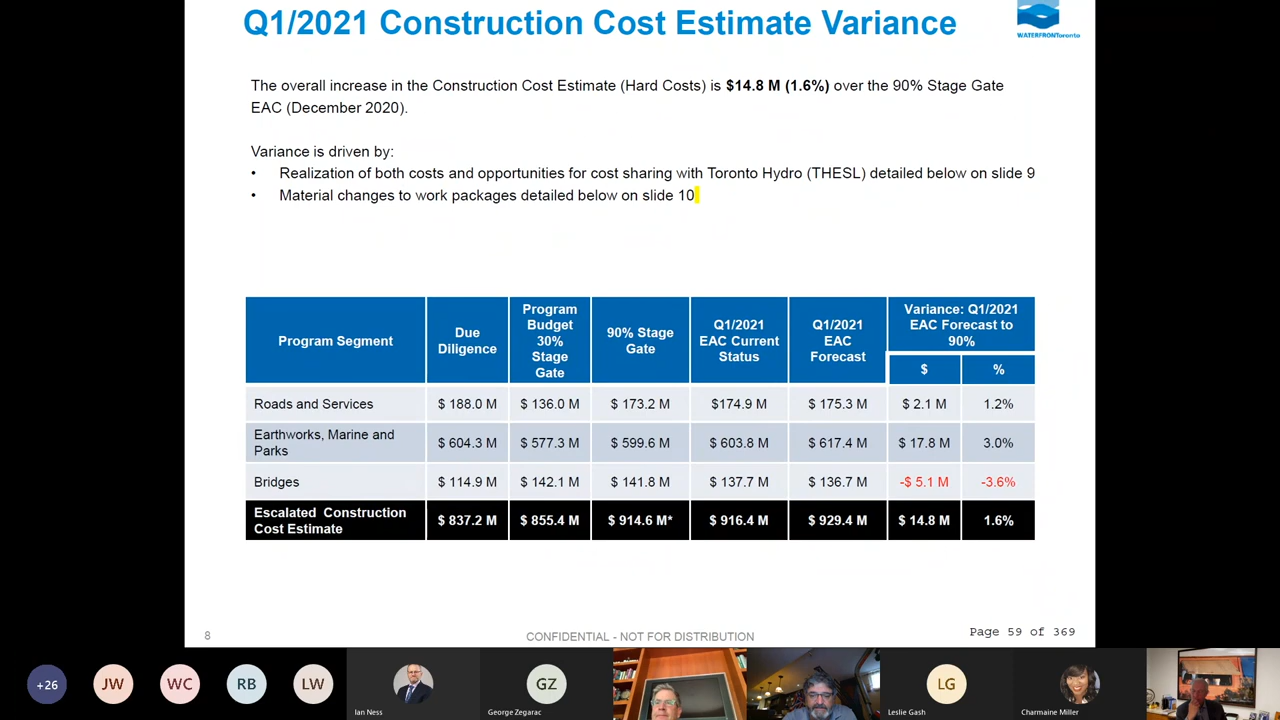 Q1/2021 Construction Cost Estimate Variance
WATERFRONToronto
The overall increase in the Construction Cost Estimate (Hard Costs) is $14.8 M (1.6%) over the 90% Stage Gate
EAC (December 2020).
Variance is driven by:
• Realization of both costs and opportunities for cost sharing with Toronto Hydro (THESL) detailed below on slide 9
• Material changes to work packages detailed below on slide 10
Program Segment
Due
Diligence
Program
Budget
30%
Stage
Gate
90% Stage
Gate
Q1/2021
EAC Current
Status
Q1/2021
EAC
Forecast
Variance: Q1/2021
EAC Forecast to
90%
$ %
Roads and Services $ 188.0 M $ 136.0 M $ 173.2 M $174.9 M $ 175.3 M $ 2.1 M 1.2%
Earthworks, Marine and
Parks
$ 604.3 M $ 577.3 M $ 599.6 M $ 603.8 M $ 617.4 M $ 17.8 M 3.0%
Bridges $ 114.9 M $ 142.1 M $ 141.8 M $ 137.7 M $ 136.7 M -$ 5.1 M -3.6%
Escalated Construction
Cost Estimate
$ 837.2 M $ 855.4 M $ 914.6 M* $ 916.4 M $ 929.4 M $ 14.8 M 1.6%
8
CONFIDENTIAL - NOT FOR DISTRIBUTION
Page 59 of 369
+26 JW WC RB LW GZ LG
Ian Ness George Zegarac Leslie Gash Charmaine Miller